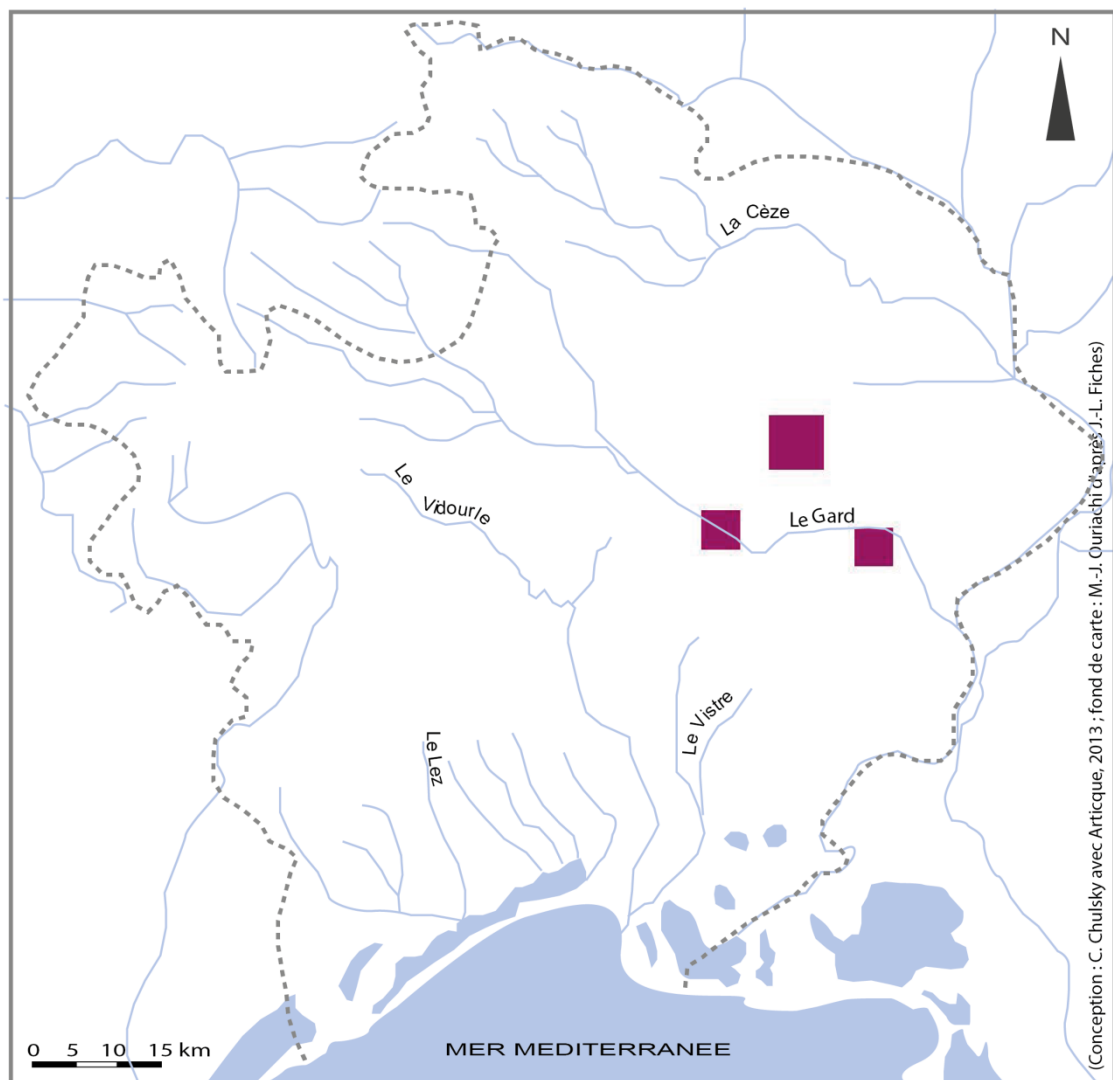 N
La Cèze
Le Vidourle
Le Gard
Le Vistre
Le Lez
0 5 10 15 km
MER MEDITERRANEE
(Conception : C. Chulsky avec Articque, 2013 ; fond de carte : M.-J. Ouriachi d'après J.-L. Fiches)